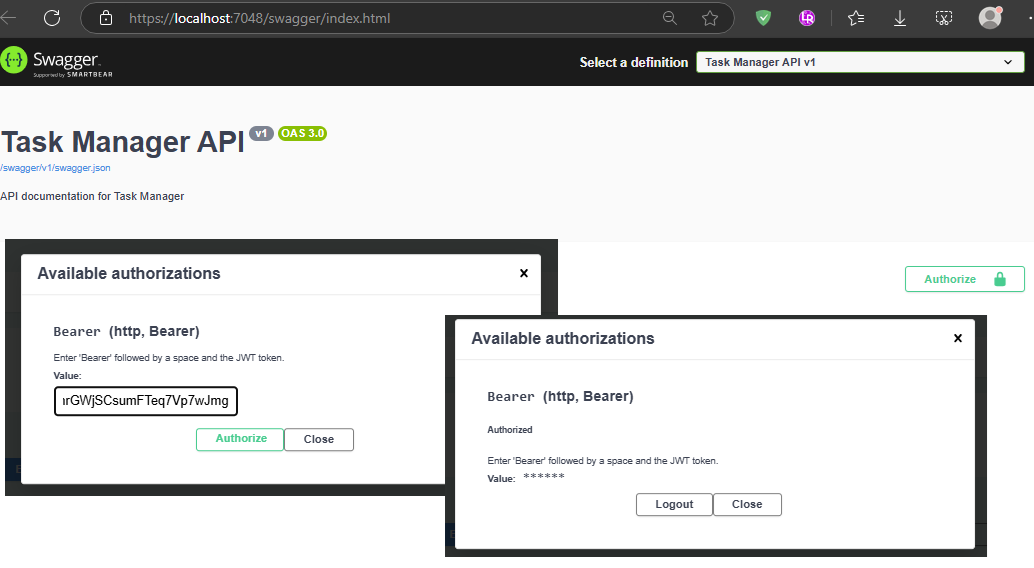 https://localhost:7048/swagger/index.html
LR
Swagger
Supported by SMARTBEAR
Select a definition
Task Manager API v1
Task Manager API v1 OAS 3.0
/swagger/v1/swagger.json
API documentation for Task Manager
Authorize
Available authorizations
Bearer (http, Bearer)
Enter 'Bearer' followed by a space and the JWT token.
Value:
rGWjSCsumFTeq7Vp7wJmg
Authorize Close
Available authorizations
Bearer (http, Bearer)
Authorized
Enter 'Bearer' followed by a space and the JWT token.
Value: ******
Logout Close